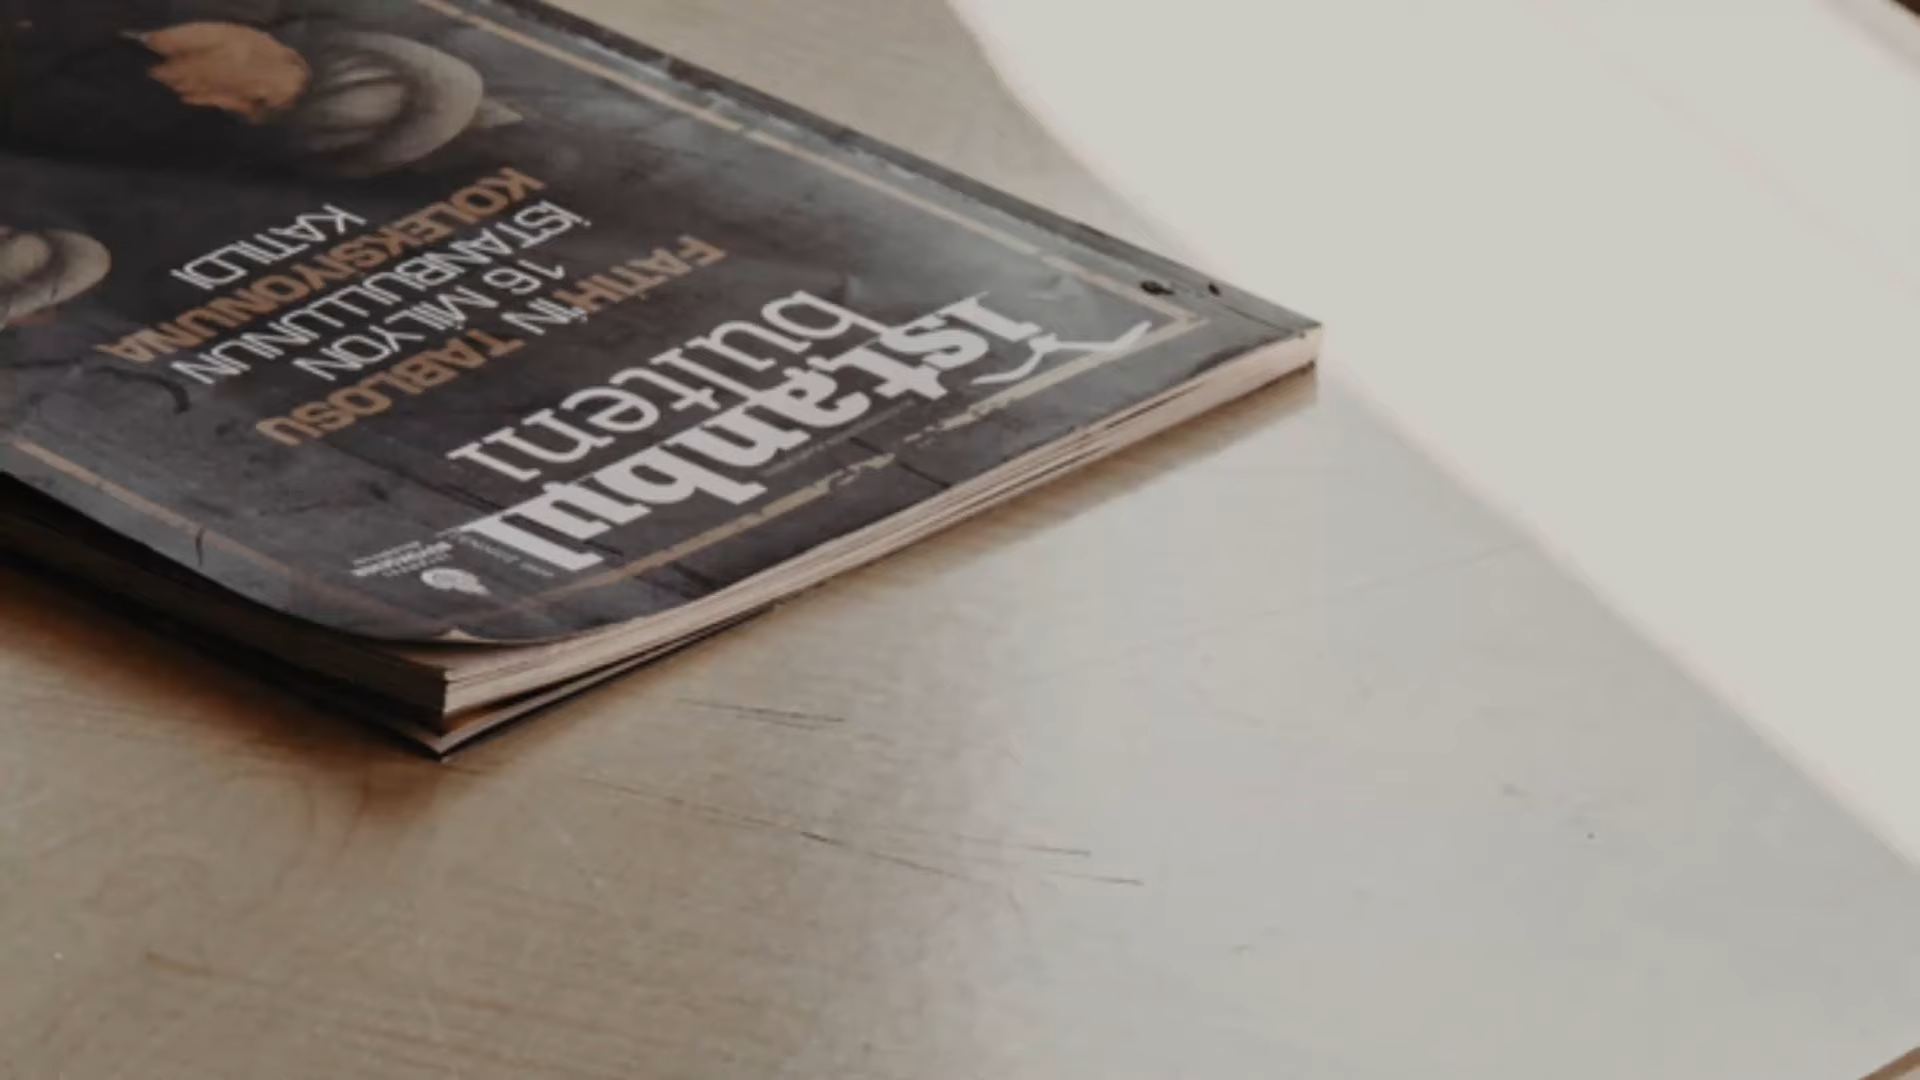 istanbul
bülteni
FATİH'İN TABLOSU
16 MİLYON
İSTANBULLUNUN
KOLEKSİYONUNA
KATILDI